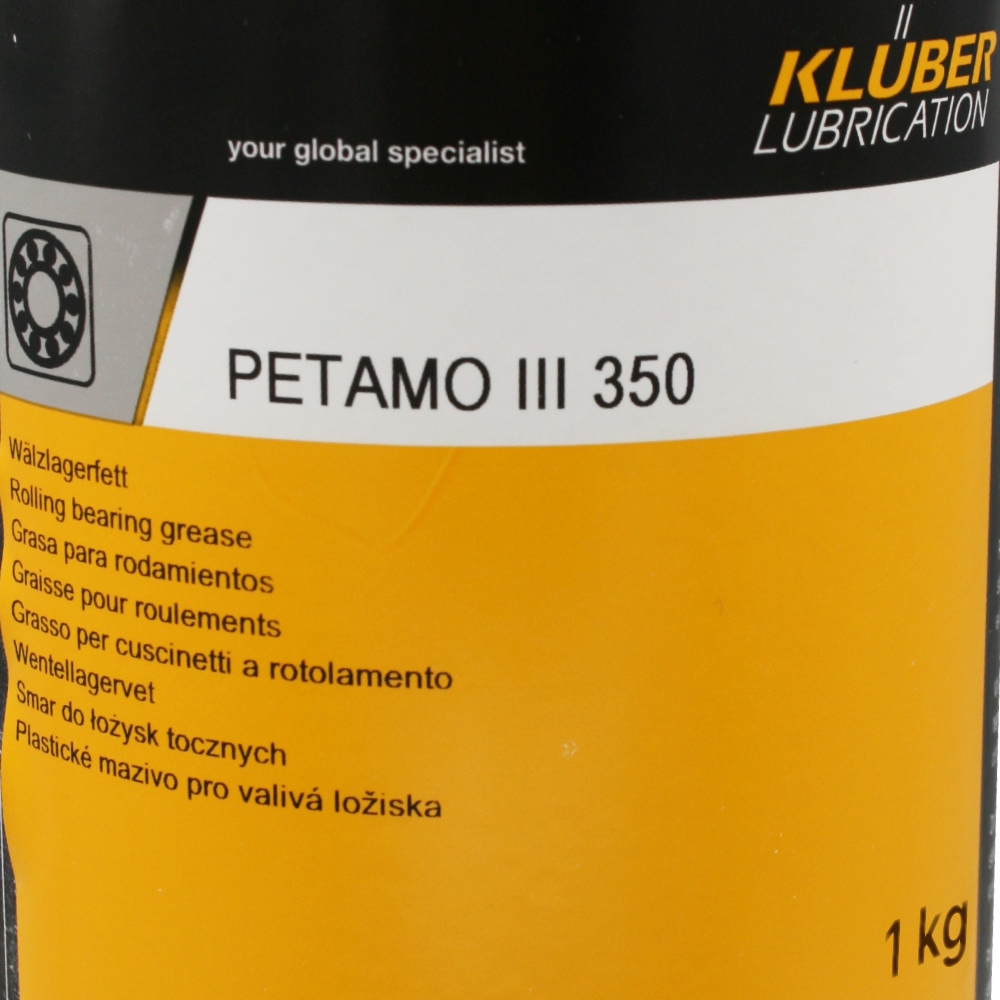 KLÜBER
LUBRICATION
your global specialist
PETAMO III 350
Wälzlagerfett
Rolling bearing grease
Grasa para rodamientos
Graisse pour roulements
Grasso per cuscinetti a rotolamento
Wentellagervet
Smar do łożysk tocznych
Plastické mazivo pro valivá ložiska
1 kg